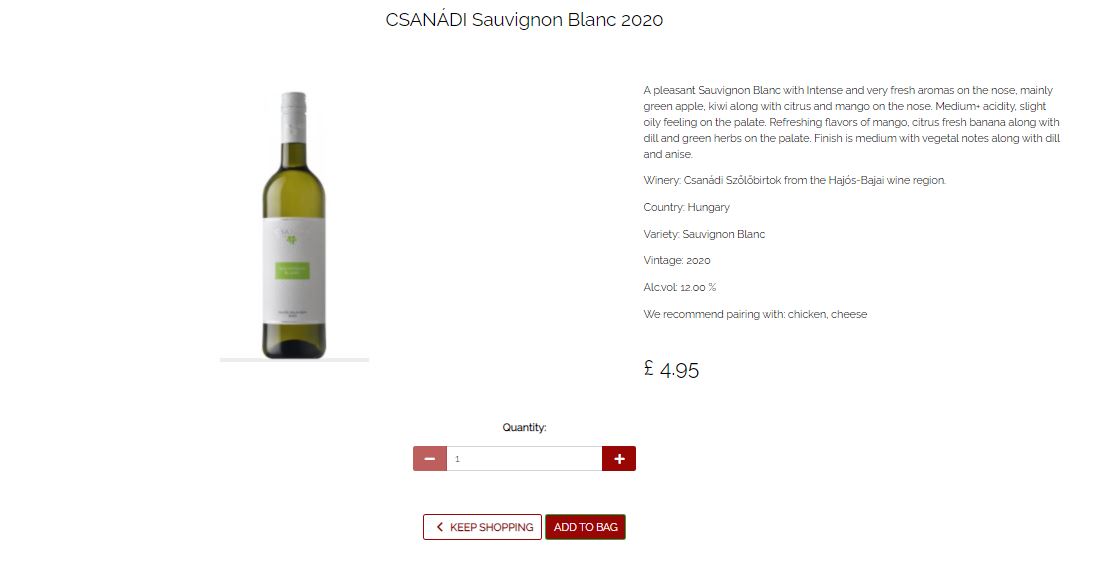 CSANÁDI Sauvignon Blanc 2020
A pleasant Sauvignon Blanc with Intense and very fresh aromas on the nose, mainly
green apple, kiwi along with citrus and mango on the nose. Medium+ acidity, slight
oily feeling on the palate. Refreshing flavors of mango, citrus fresh banana along with
dill and green herbs on the palate. Finish is medium with vegetal notes along with dill
and anise.
Winery: Csanádi Szőlőbirtok from the Hajós-Bajai wine region.
Country: Hungary
Variety: Sauvignon Blanc
Vintage: 2020
Alc.vol: 12.00 %
We recommend pairing with: chicken, cheese
£ 4.95
Quantity:
1
KEEP SHOPPING
ADD TO BAG